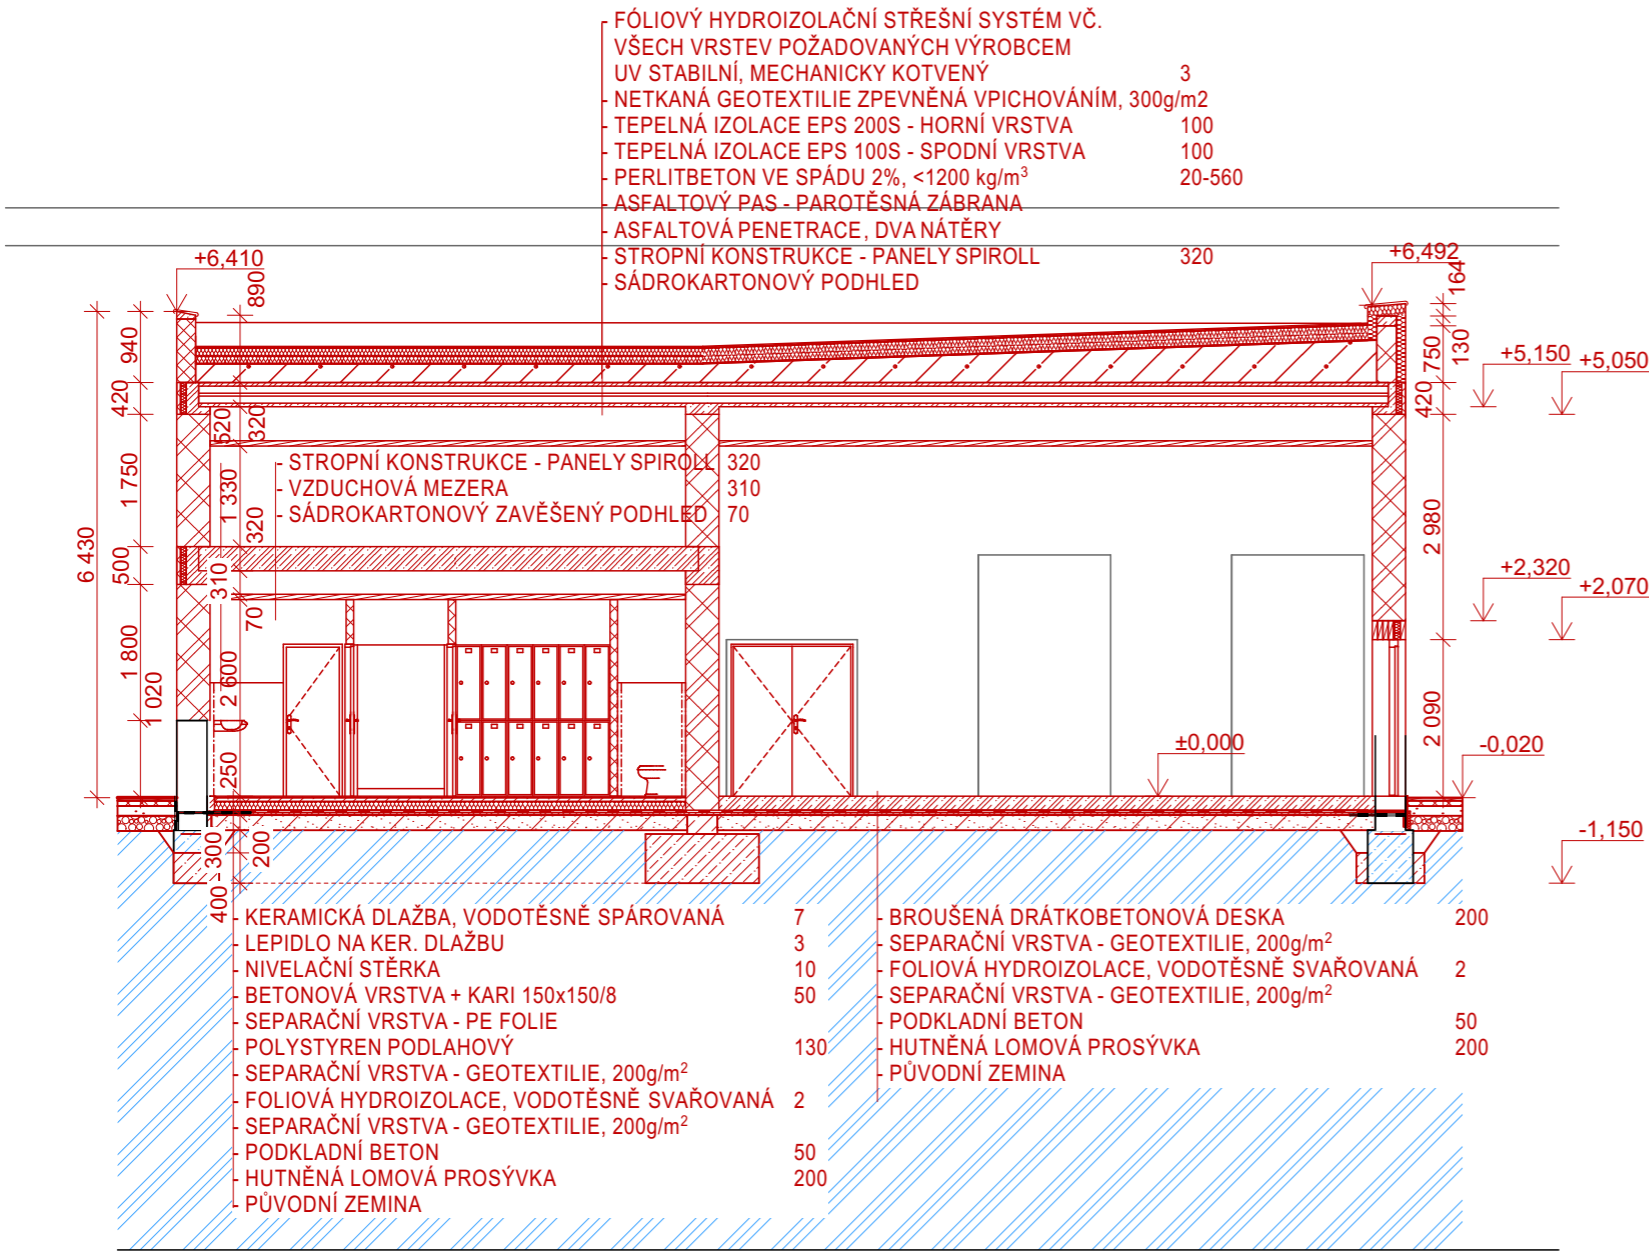 - FÓLIOVÝ HYDROIZOLAČNÍ STŘEŠNÍ SYSTÉM VČ.
VŠECH VRSTEV POŽADOVANÝCH VÝROBCEM
UV STABILNÍ, MECHANICKY KOTVENÝ 3
- NETKANÁ GEOTEXTILIE ZPEVNĚNÁ VPICHOVÁNÍM, 300g/m2
- TEPELNÁ IZOLACE EPS 200S - HORNÍ VRSTVA 100
- TEPELNÁ IZOLACE EPS 100S - SPODNÍ VRSTVA 100
- PERLITBETON VE SPÁDU 2%, <1200 kg/m³ 20-560
- ASFALTOVÝ PAS - PAROTĚSNÁ ZÁBRANA
- ASFALTOVÁ PENETRACE, DVA NÁTĚRY
- STROPNÍ KONSTRUKCE - PANELY SPIROLL 320
- SÁDROKARTONOVÝ PODHLED
+6,410
890
+6,492
164
940
420
1 750
6 430
500
1 800
1 020
520
320
1 330
320
310
70
2 600
250
750
130
420
+5,150
+5,050
2 980
+2,320
+2,070
2 090
- STROPNÍ KONSTRUKCE - PANELY SPIROLL 320
- VZDUCHOVÁ MEZERA 310
- SÁDROKARTONOVÝ ZAVĚŠENÝ PODHLED 70
±0,000
-0,020
-1,150
300
200
400
- KERAMICKÁ DLAŽBA, VODOTĚSNĚ SPÁROVANÁ 7
- LEPIDLO NA KER. DLAŽBU 3
- NIVELAČNÍ STĚRKA 10
- BETONOVÁ VRSTVA + KARI 150x150/8 50
- SEPARAČNÍ VRSTVA - PE FOLIE
- POLYSTYREN PODLAHOVÝ 130
- SEPARAČNÍ VRSTVA - GEOTEXTILIE, 200g/m²
- FOLIOVÁ HYDROIZOLACE, VODOTĚSNĚ SVAŘOVANÁ 2
- SEPARAČNÍ VRSTVA - GEOTEXTILIE, 200g/m²
- PODKLADNÍ BETON 50
- HUTNĚNÁ LOMOVÁ PROSÝVKA 200
- PŮVODNÍ ZEMINA
- BROUŠENÁ DRÁTKOBETONOVÁ DESKA 200
- SEPARAČNÍ VRSTVA - GEOTEXTILIE, 200g/m²
- FOLIOVÁ HYDROIZOLACE, VODOTĚSNĚ SVAŘOVANÁ 2
- SEPARAČNÍ VRSTVA - GEOTEXTILIE, 200g/m²
- PODKLADNÍ BETON 50
- HUTNĚNÁ LOMOVÁ PROSÝVKA 200
- PŮVODNÍ ZEMINA